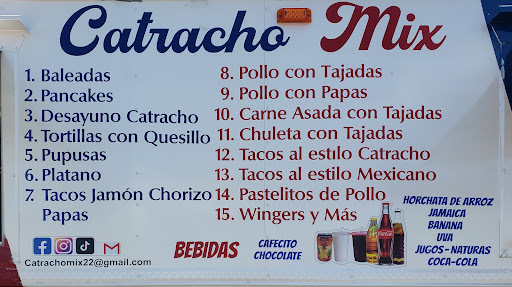 Catracho Mix
1. Baleadas
2. Pancakes
3. Desayuno Catracho
4. Tortillas con Quesillo
5. Pupusas
6. Platano
7. Tacos Jamón Chorizo
Papas
8. Pollo con Tajadas
9. Pollo con Papas
10. Carne Asada con Tajadas
11. Chuleta con Tajadas
12. Tacos al estilo Catracho
13. Tacos al estilo Mexicano
14. Pastelitos de Pollo
15. Wingers y Más
Catrachomix22@gmail.com
BEBIDAS
CAFECITO
CHOCOLATE
HORCHATA DE ARROZ
JAMAICA
BANANA
UVA
JUGOS-NATURAS
COCA-COLA